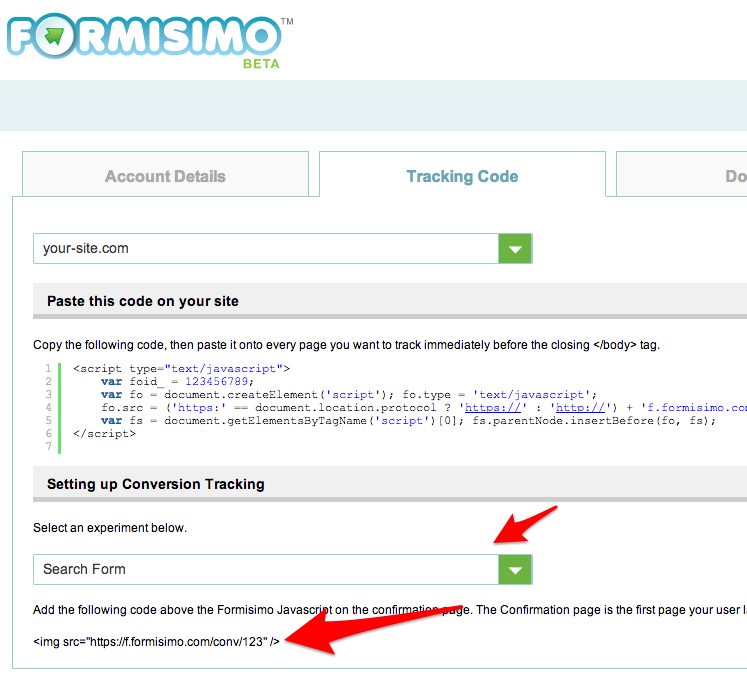 FORMISIMO™
BETA
Account Details
Tracking Code
Do
your-site.com
Paste this code on your site
Copy the following code, then paste it onto every page you want to track immediately before the closing </body> tag.
1 <script type="text/javascript">
2 var foid_ = 123456789;
3 var fo = document.createElement('script'); fo.type = 'text/javascript';
4 fo.src = ('https:' == document.location.protocol ? 'https://' : 'http://') + 'f.formisimo.co
5 var fs = document.getElementsByTagName('script')[0]; fs.parentNode.insertBefore(fo, fs);
6 </script>
7
Setting up Conversion Tracking
Select an experiment below.
Search Form
Add the following code above the Formisimo Javascript on the confirmation page. The Confirmation page is the first page your user
<img src="https://f.formisimo.com/conv/123" />